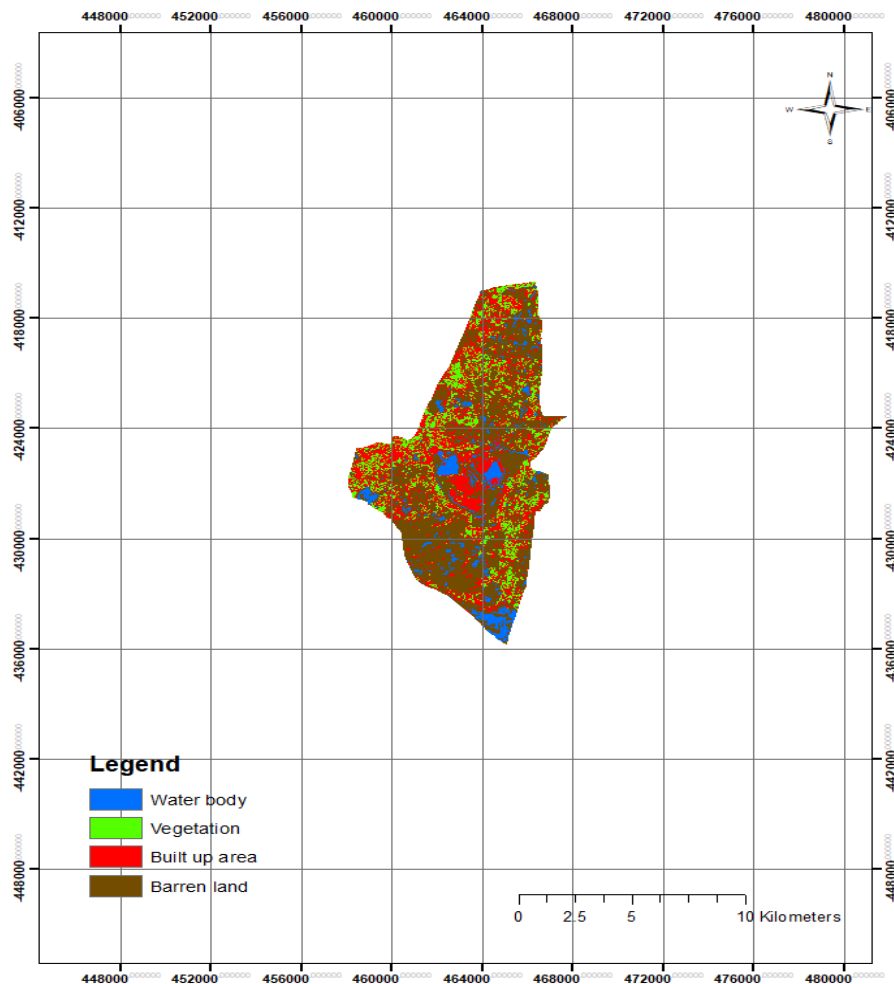 448000 452000 456000 460000 464000 468000 472000 476000 480000
N
W E
S
406000 406000
412000 412000
418000 418000
424000 424000
430000 430000
436000 436000
442000 442000
448000 448000
Legend
Water body
Vegetation
Built up area
Barren land
0 2.5 5 10 Kilometers
448000 452000 456000 460000 464000 468000 472000 476000 480000